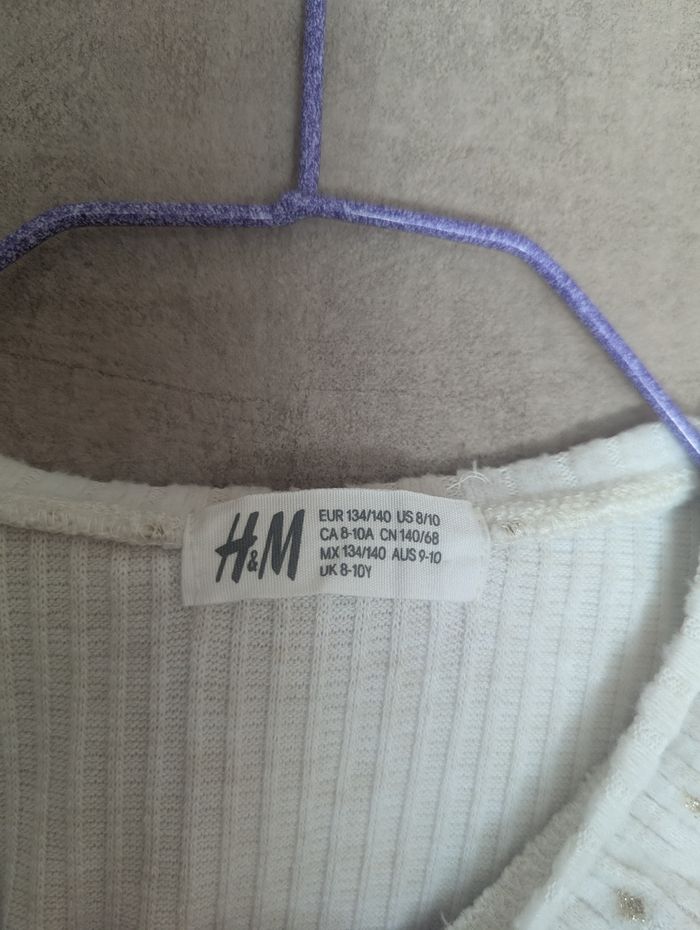 H&M
EUR 134/140 US 8/10
CA 8-10A CN 140/68
MX 134/140 AUS 9-10
UK 8-10Y